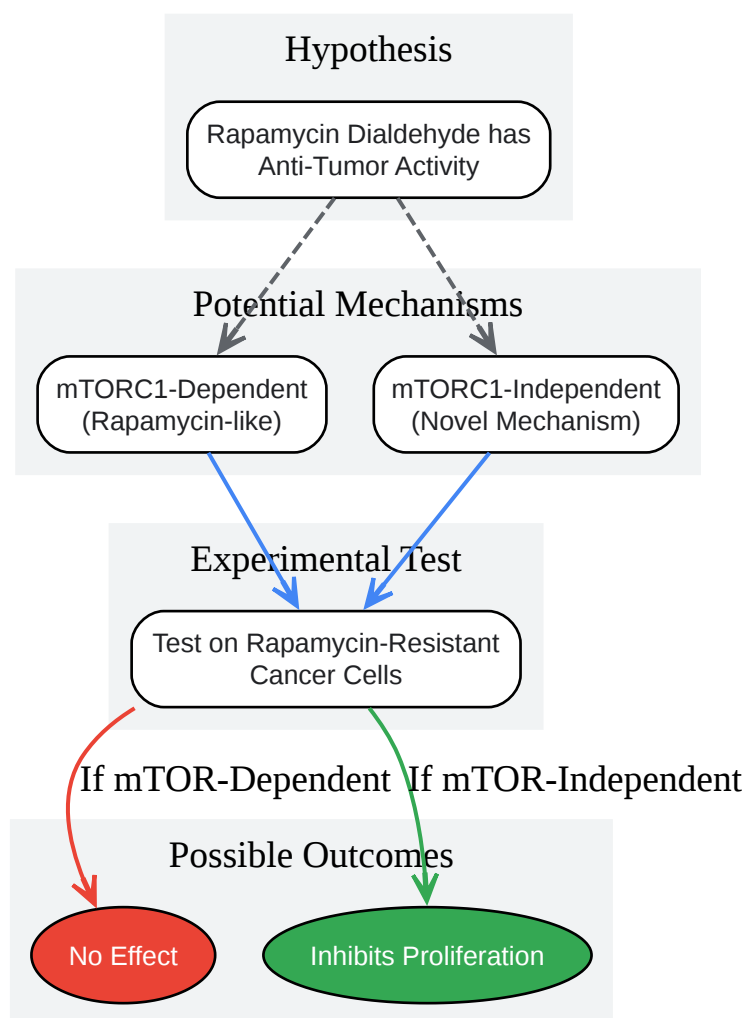 Hypothesis
Rapamycin Dialdehyde has
Anti-Tumor Activity
Potential Mechanisms
mTORC1-Dependent
(Rapamycin-like)
mTORC1-Independent
(Novel Mechanism)
Experimental Test
Test on Rapamycin-Resistant
Cancer Cells
If mTOR-Dependent
If mTOR-Independent
Possible Outcomes
No Effect
Inhibits Proliferation